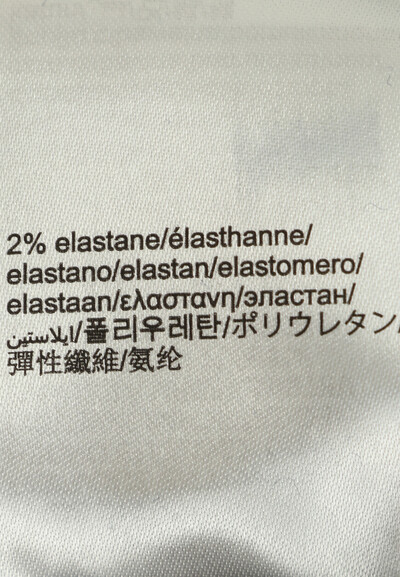 2% elastane/élasthanne/
elastano/elastan/elastomero/
elastaan/ελαστανη/эластан/
ايلاستين/폴리우레탄/ポリウレタン/
彈性纖維/氨纶